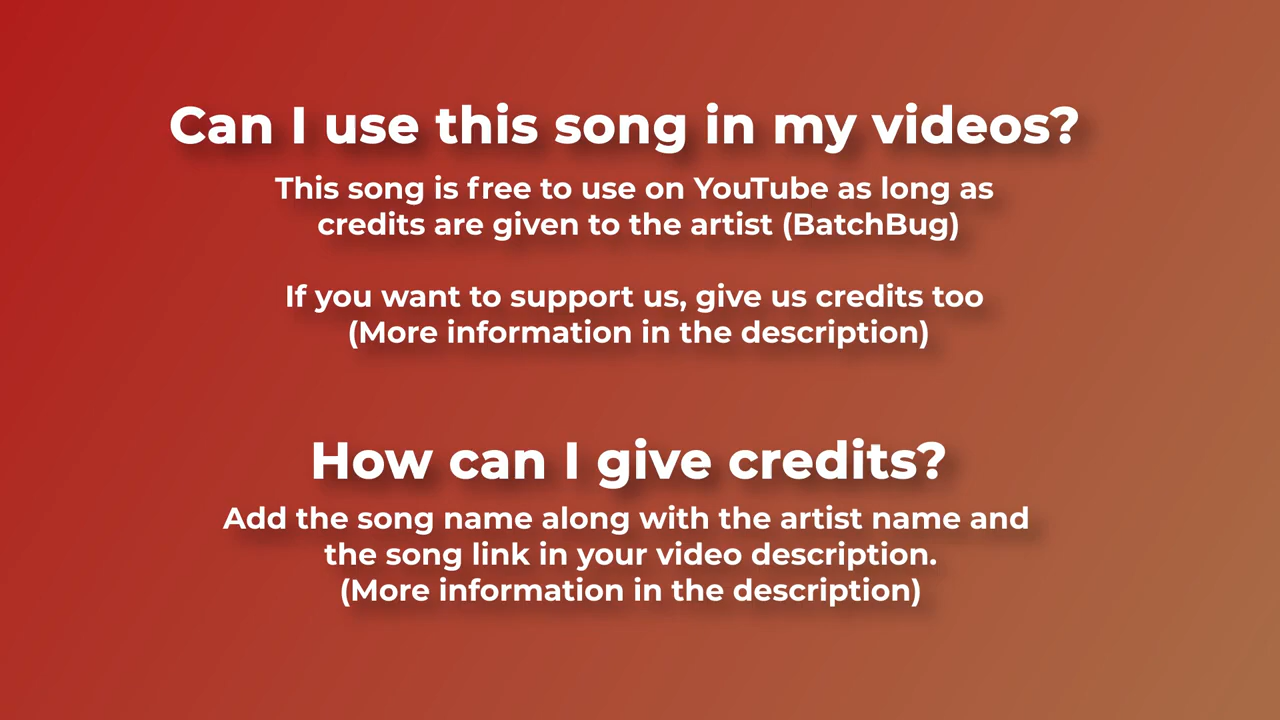 Can I use this song in my videos?
This song is free to use on YouTube as long as
credits are given to the artist (BatchBug)
If you want to support us, give us credits too
(More information in the description)
How can I give credits?
Add the song name along with the artist name and
the song link in your video description.
(More information in the description)